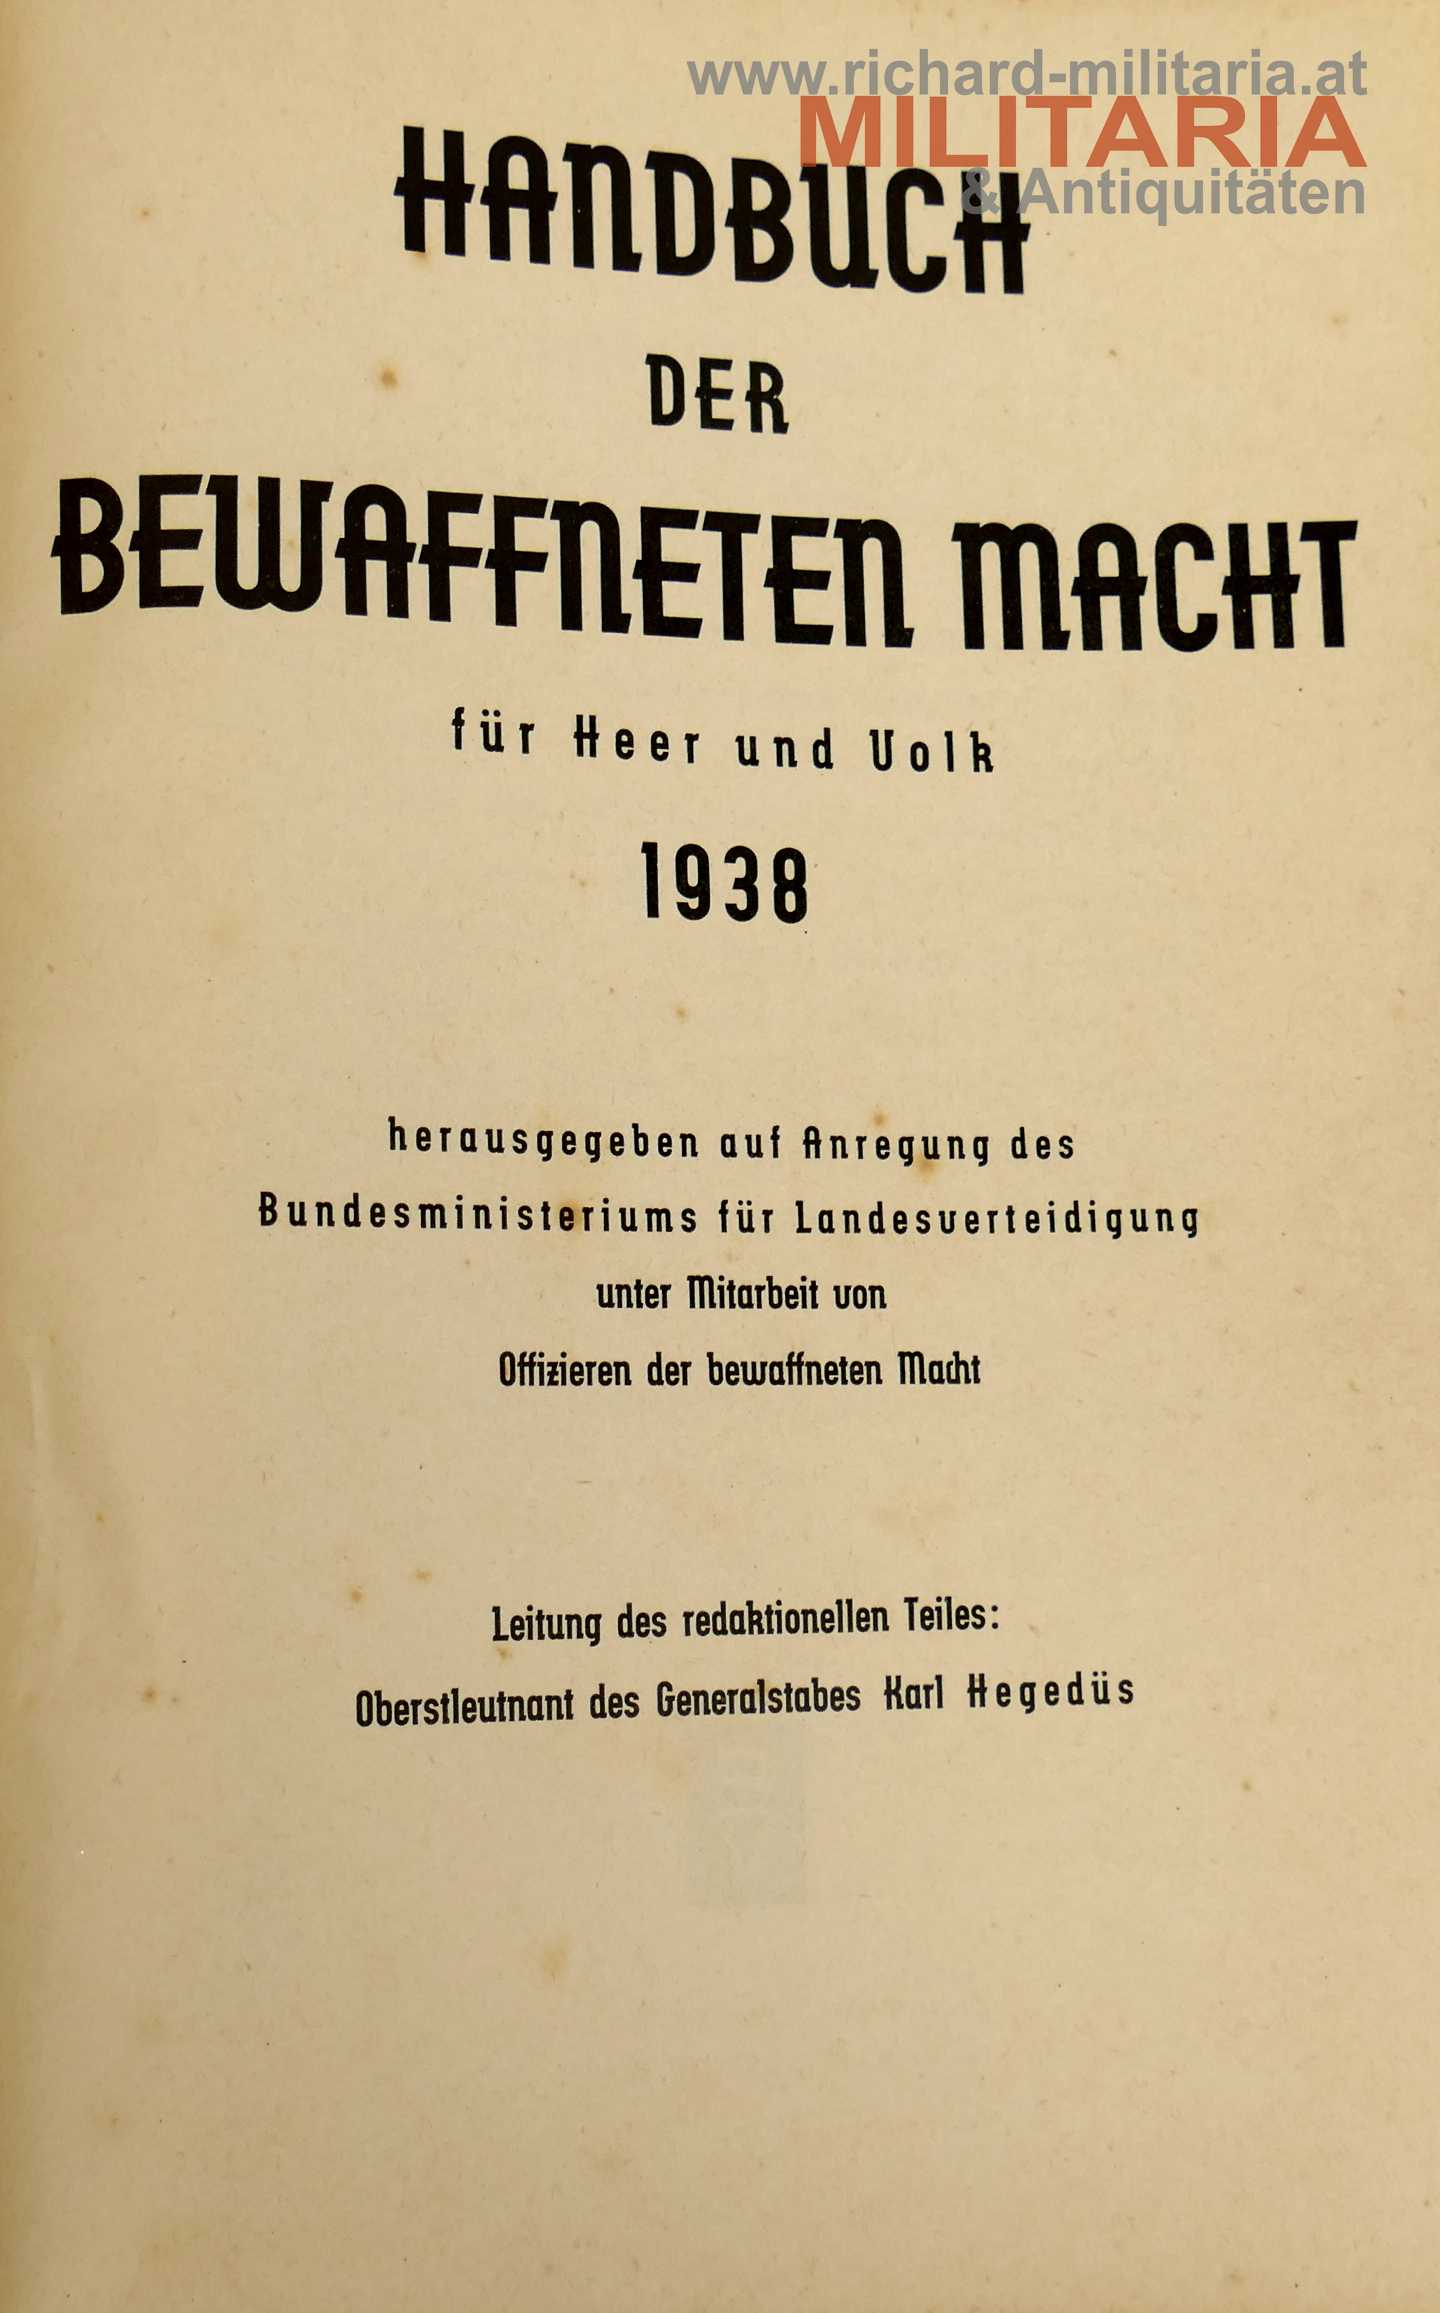 www.richard-militaria.at
MILITARIA
& Antiquitäten
HANDBUCH
DER
BEWAFFNETEN MACHT
für Heer und Volk
1938
herausgegeben auf Anregung des
Bundesministeriums für Landesverteidigung
unter Mitarbeit von
Offizieren der bewaffneten Macht
Leitung des redaktionellen Teiles:
Oberstleutnant des Generalstabes Karl Hegedüs